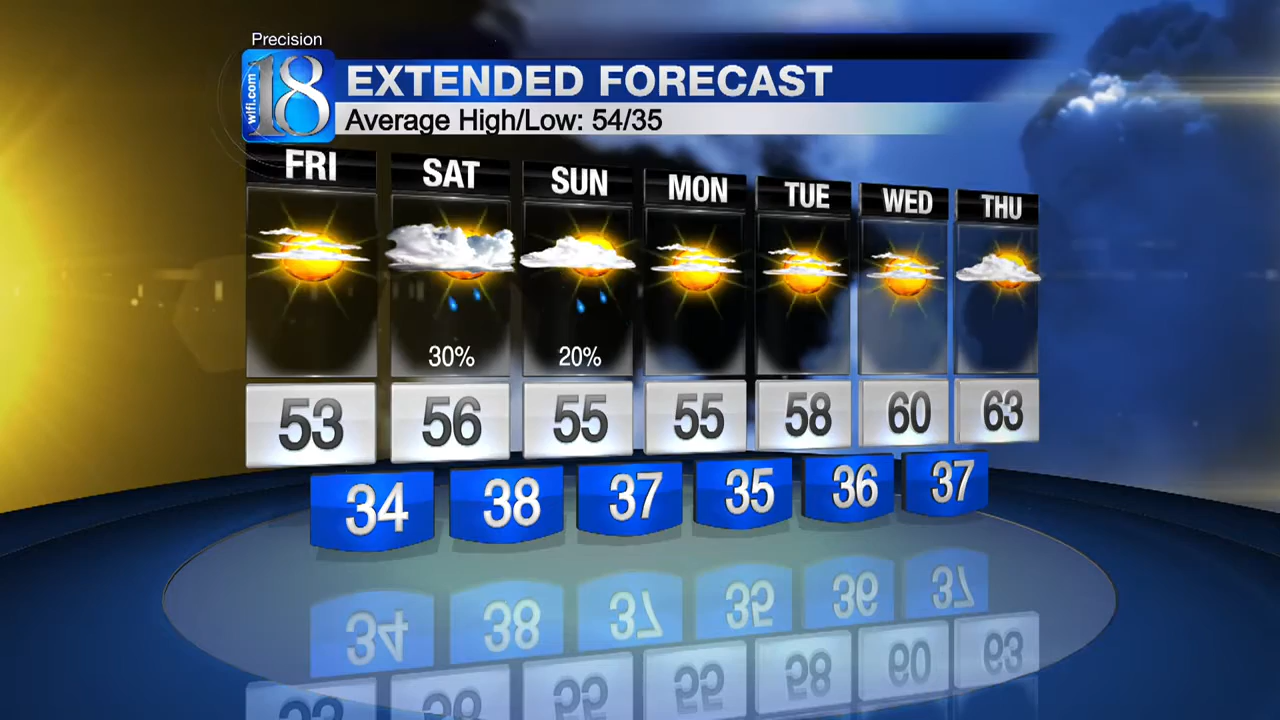 Precision
wlfi.com
18
EXTENDED FORECAST
Average High/Low: 54/35
FRI SAT SUN MON TUE WED THU
30% 20%
53 56 55 55 58 60 63
34 38 37 35 36 37